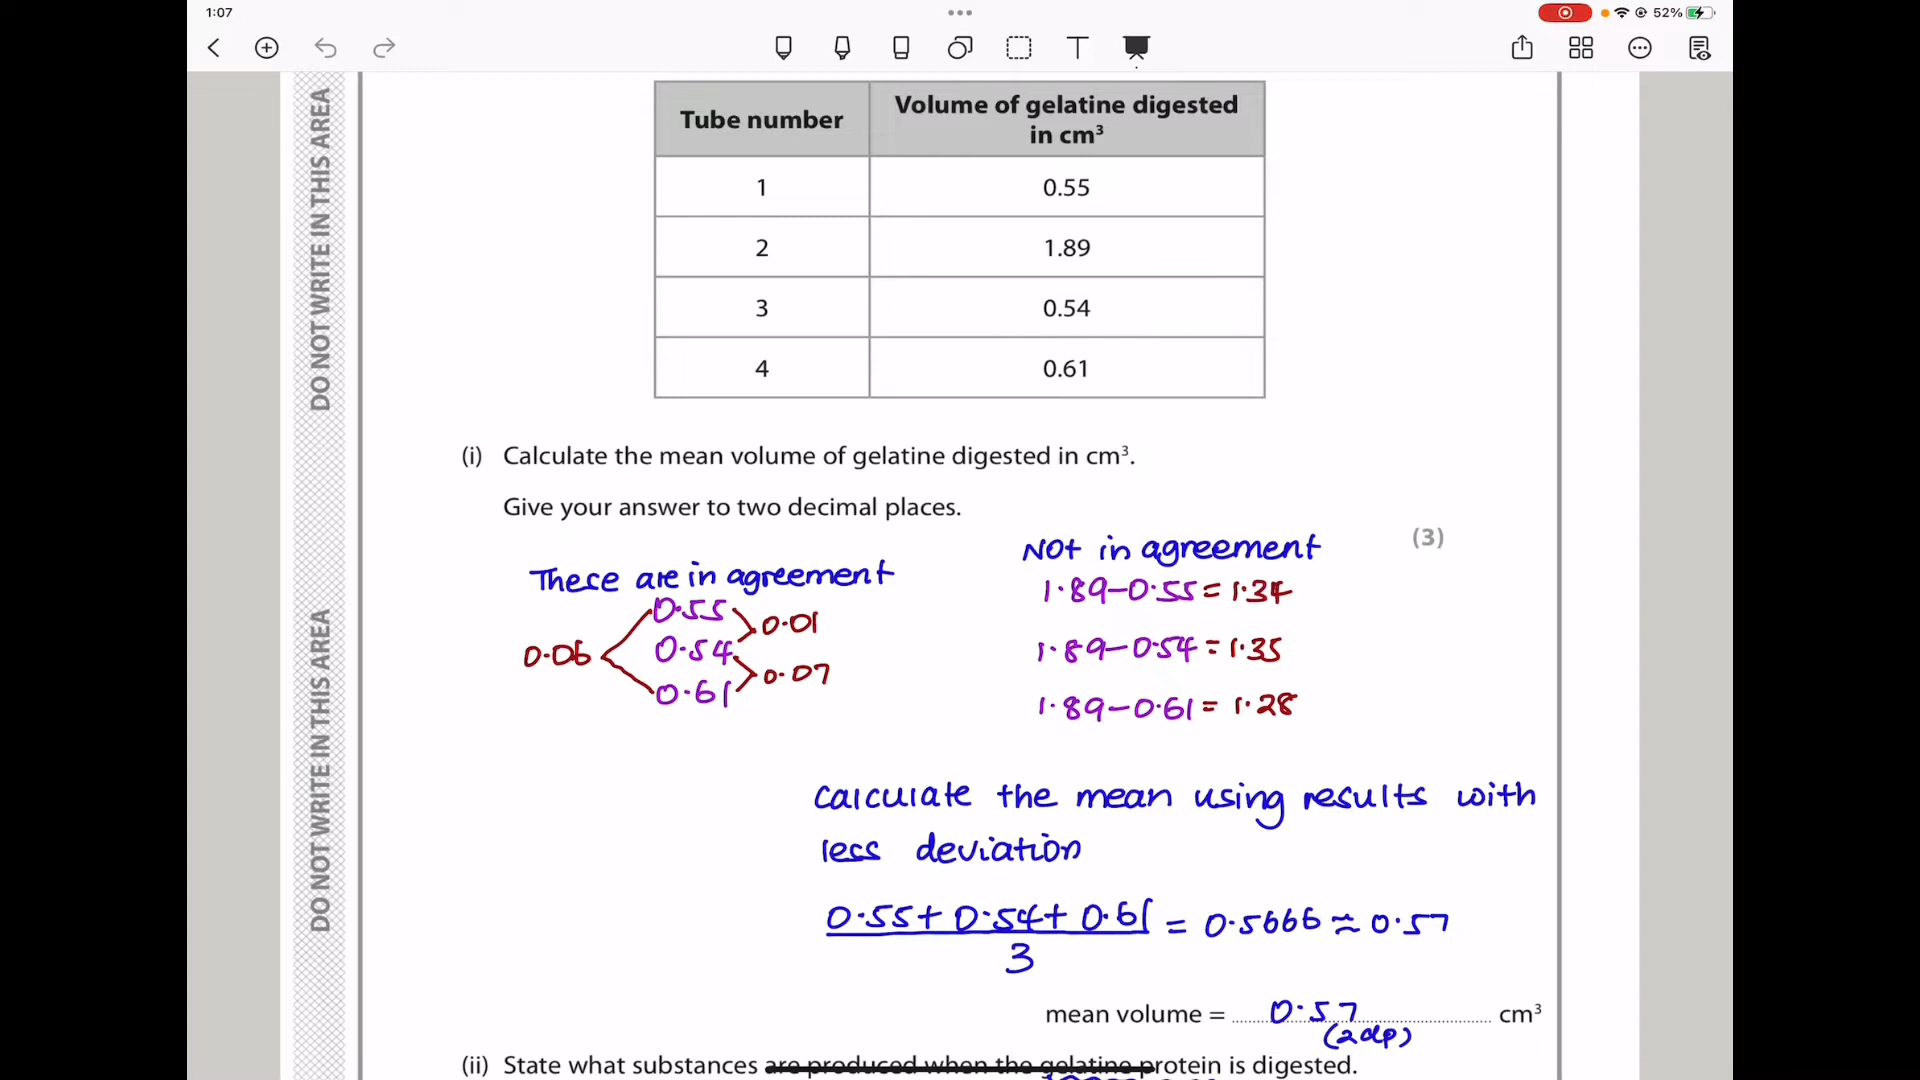 1:07
52%
DO NOT WRITE IN THIS AREA
DO NOT WRITE IN THIS AREA
Tube number
Volume of gelatine digested
in cm³
1
0.55
2
1.89
3
0.54
4
0.61
(i) Calculate the mean volume of gelatine digested in cm³.
Give your answer to two decimal places.
(3)
These are in agreement
0.55
0.01
0.06
0.54
0.07
0.61
Not in agreement
1.89-0.55 = 1.34
1.89-0.54 = 1.35
1.89-0.61 = 1.28
Calculate the mean using results with
less deviation
0.55 + 0.54 + 0.61 = 0.5666 ≈ 0.57
3
mean volume = 0.57 cm³
(2dp)
(ii) State what substances are produced when the gelatine protein is digested.